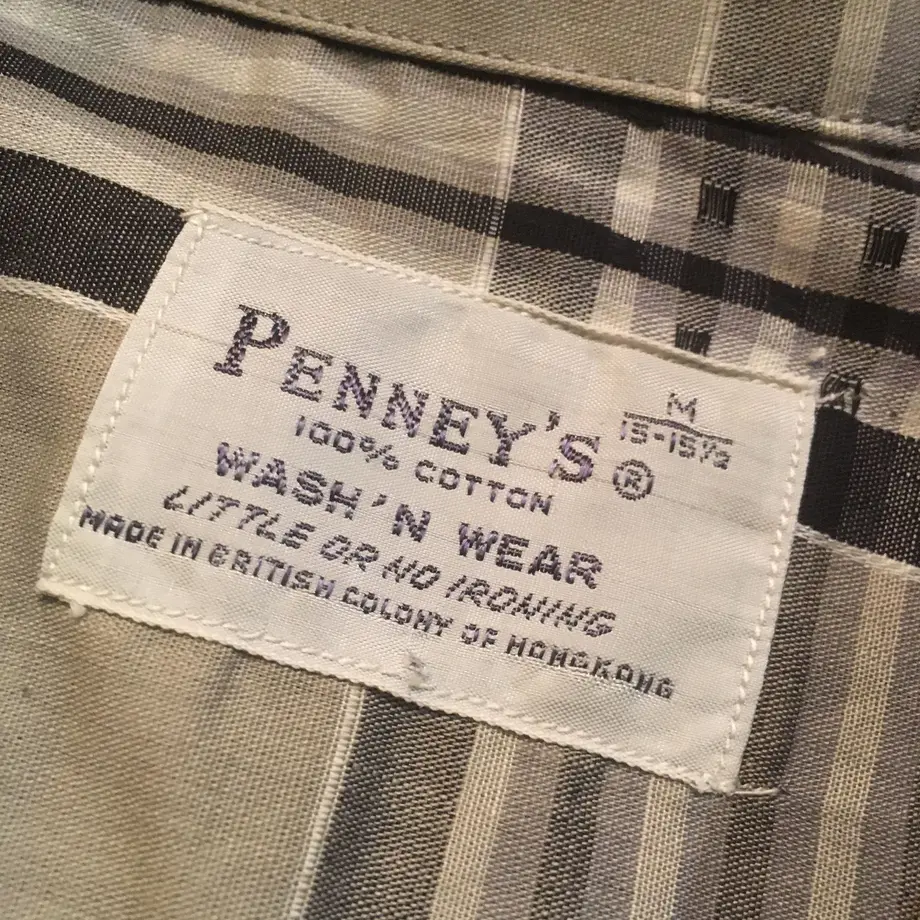 PENNEY'S ®
M
15-15½
100% COTTON
WASH 'N WEAR
LITTLE OR NO IRONING
MADE IN BRITISH COLONY OF HONGKONG